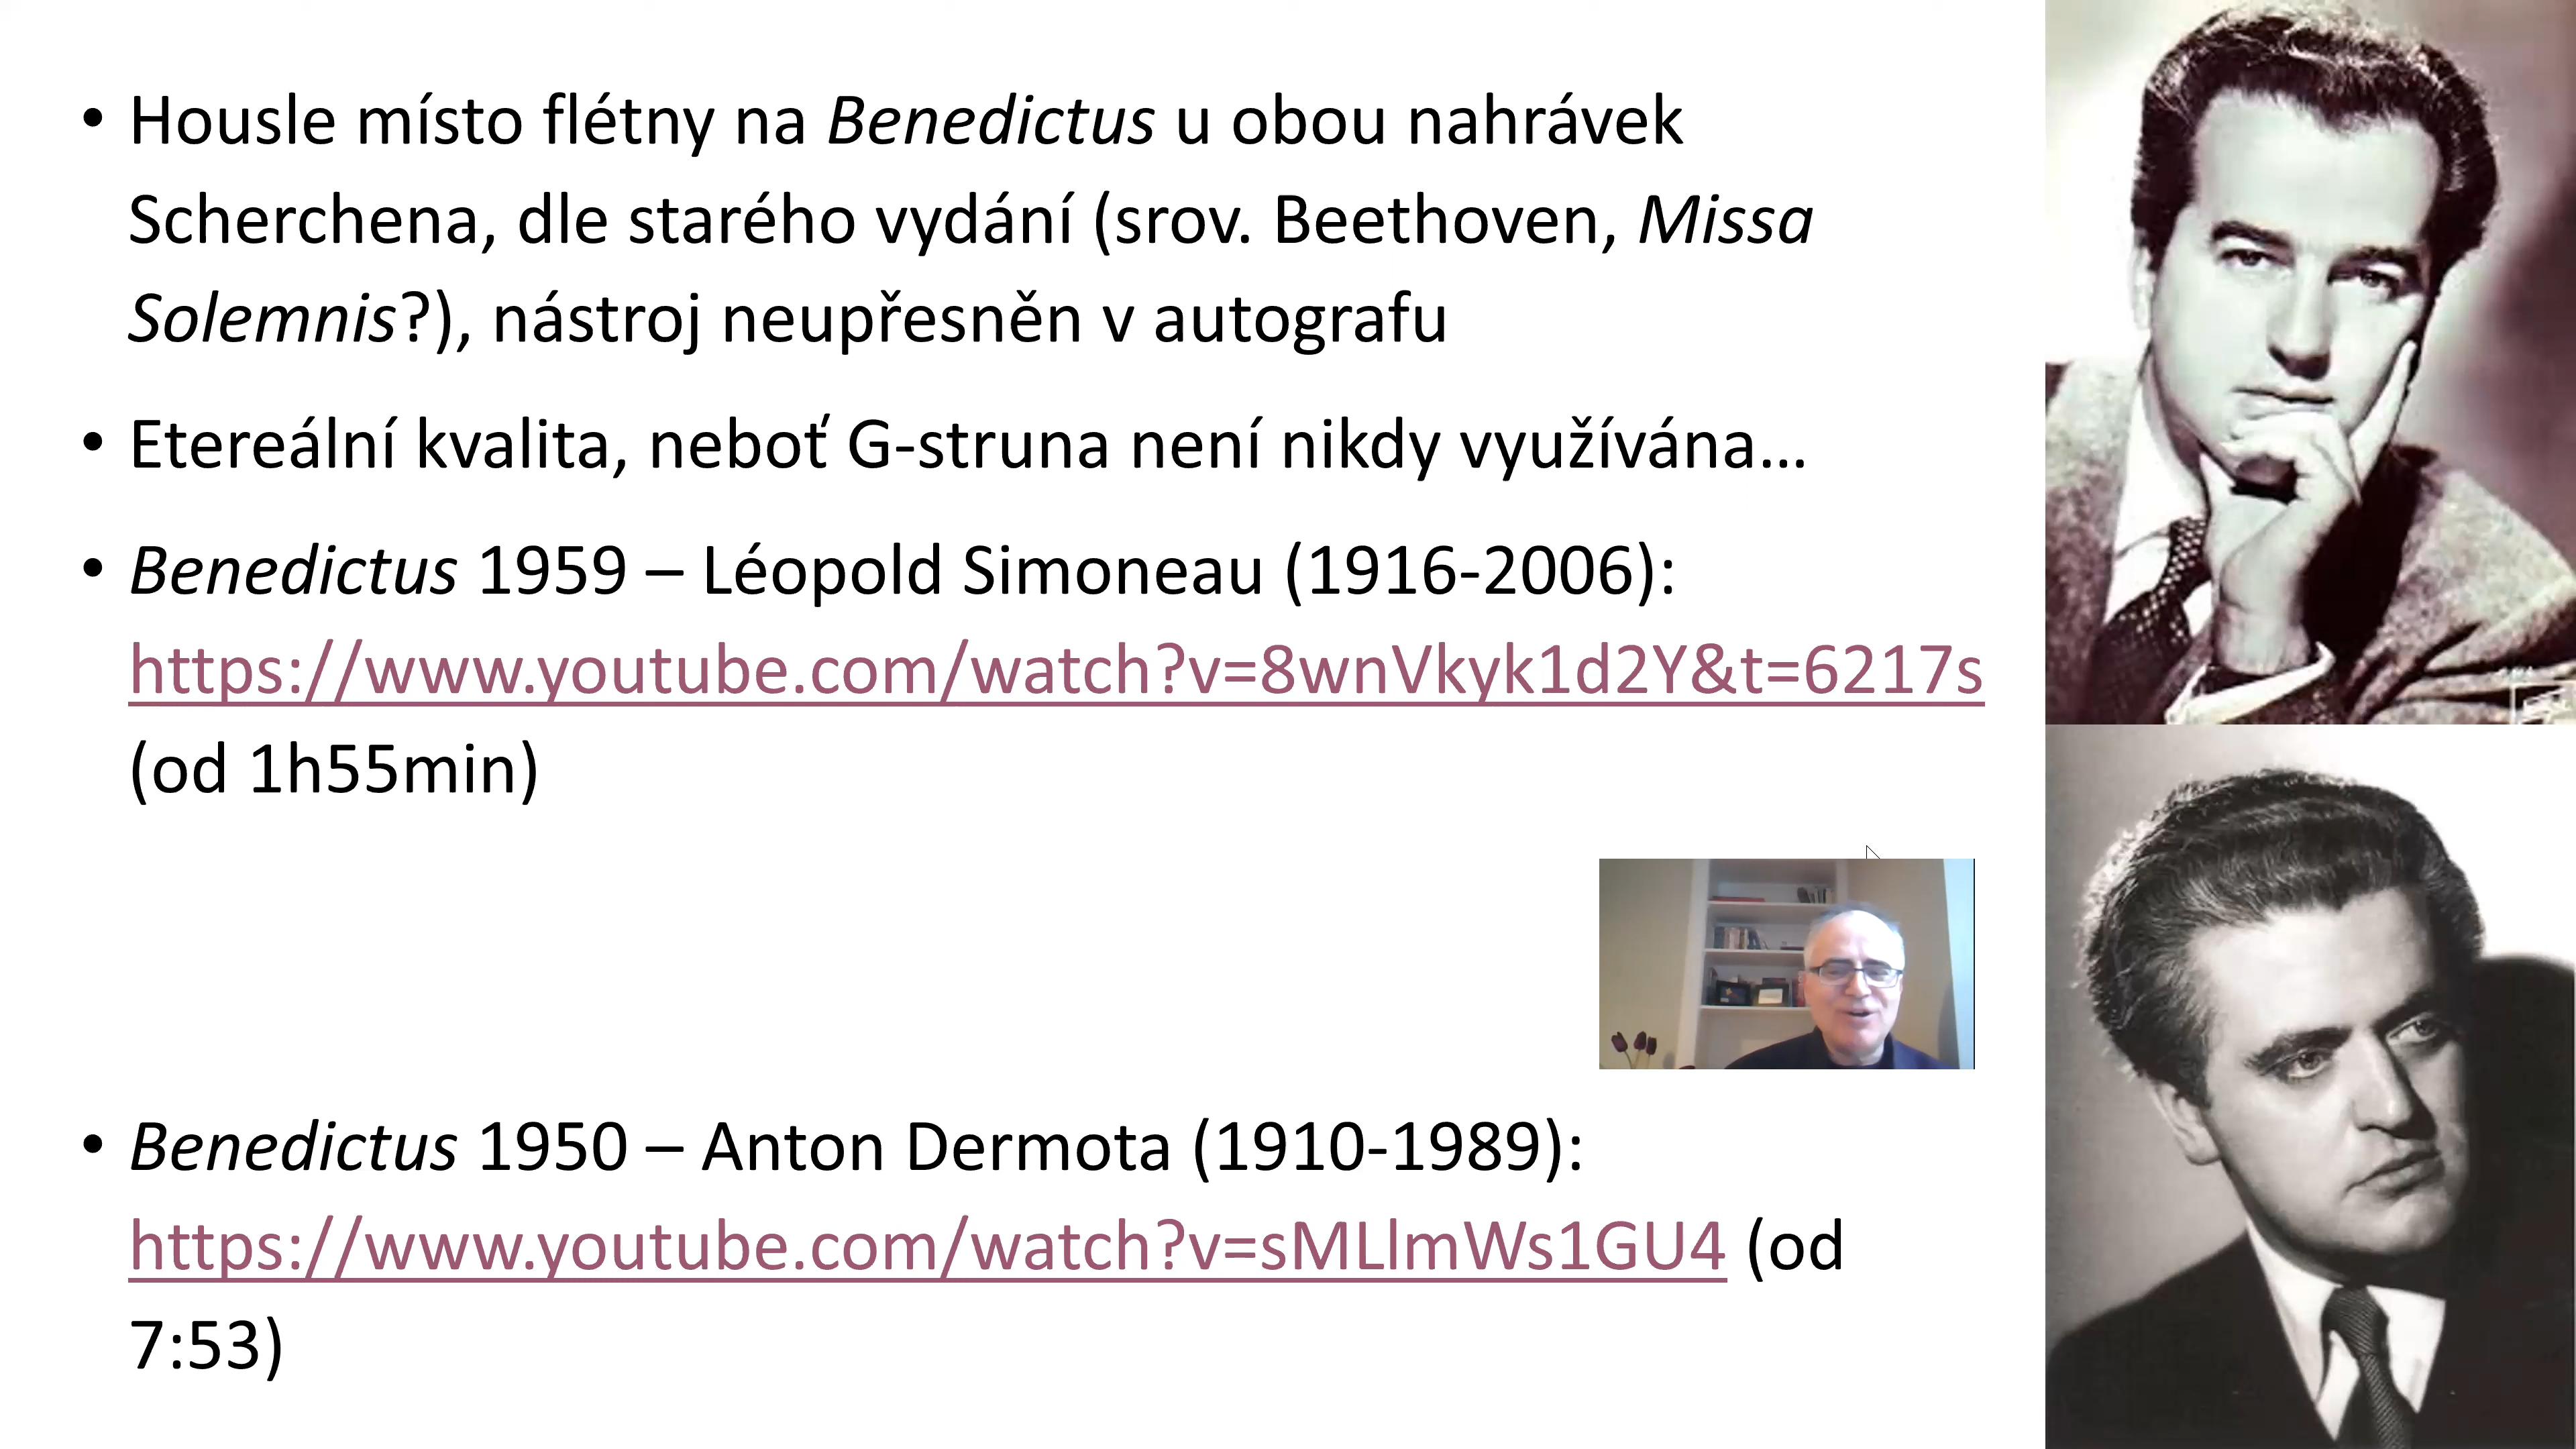 • Housle místo flétny na Benedictus u obou nahrávek
Scherchena, dle starého vydání (srov. Beethoven, Missa
Solemnis?), nástroj neupřesněn v autografu
• Etereální kvalita, neboť G-struna není nikdy využívána…
• Benedictus 1959 – Léopold Simoneau (1916-2006):
https://www.youtube.com/watch?v=8wnVkyk1d2Y&t=6217s
(od 1h55min)
• Benedictus 1950 – Anton Dermota (1910-1989):
https://www.youtube.com/watch?v=sMLlmWs1GU4 (od
7:53)